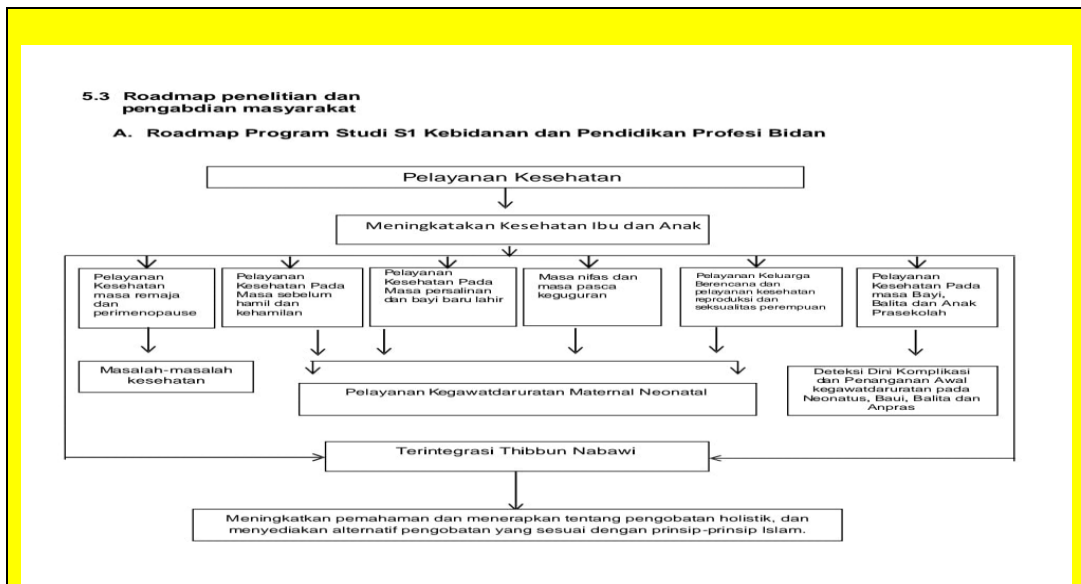 5.3 Roadmap penelitian dan
pengabdian masyarakat
A. Roadmap Program Studi S1 Kebidanan dan Pendidikan Profesi Bidan
Pelayanan Kesehatan
Meningkatakan Kesehatan Ibu dan Anak
Pelayanan
Kesehatan
masa remaja
dan
perimenopause
Pelayanan
Kesehatan Pada
Masa sebelum
hamil dan
kehamilan
Pelayanan
Kesehatan Pada
Masa persalinan
dan bayi baru lahir
Masa nifas dan
masa pasca
keguguran
Pelayanan Keluarga
Berencana dan
pelayanan kesehatan
reproduksi dan
seksualitas perempuan
Pelayanan
Kesehatan Pada
masa Bayi,
Balita dan Anak
Prasekolah
Masalah-masalah
kesehatan
Pelayanan Kegawatdaruratan Maternal Neonatal
Deteksi Dini Komplikasi
dan Penanganan Awal
kegawatdaruratan pada
Neonatus, Baui, Balita dan
Anpras
Terintegrasi Thibbun Nabawi
Meningkatkan pemahaman dan menerapkan tentang pengobatan holistik, dan
menyediakan alternatif pengobatan yang sesuai dengan prinsip-prinsip Islam.